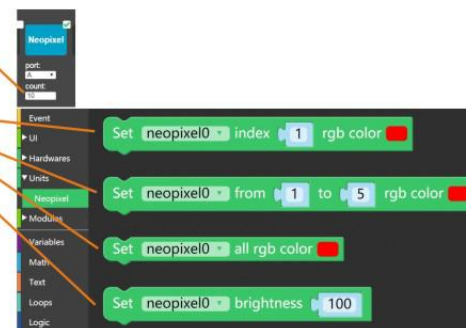 Neopixel
port:
A
count:
10
Event
UI
Hardwares
Units
Neopixel
Modules
Variables
Math
Text
Loops
Logic
Set neopixel0 index 1 rgb color
Set neopixel0 from 1 to 5 rgb color
Set neopixel0 all rgb color
Set neopixel0 brightness 100